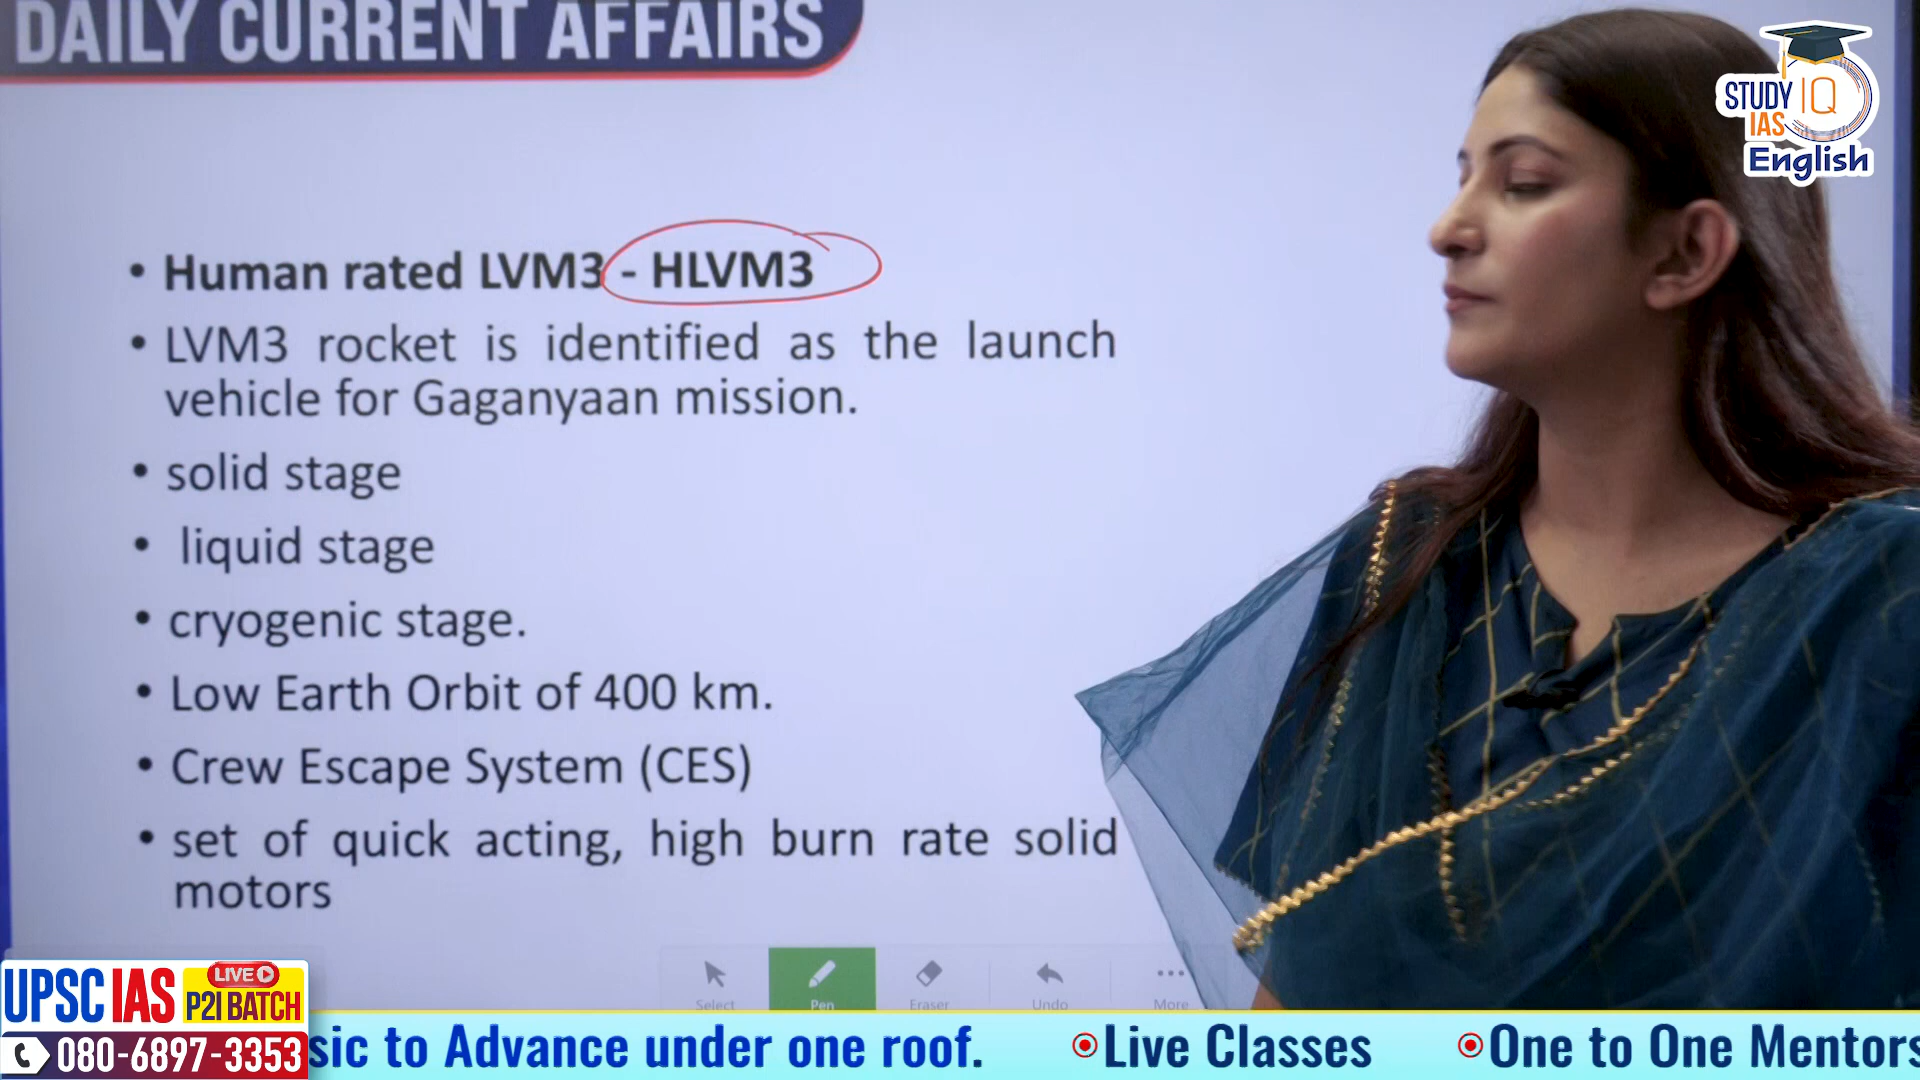 DAILY CURRENT AFFAIRS
STUDY IQ
IAS
English
• Human rated LVM3 - HLVM3
• LVM3 rocket is identified as the launch
vehicle for Gaganyaan mission.
• solid stage
• liquid stage
• cryogenic stage.
• Low Earth Orbit of 400 km.
• Crew Escape System (CES)
• set of quick acting, high burn rate solid
motors
Select
Pen
Eraser
Undo
More
UPSC IAS LIVE P2I BATCH
080-6897-3353
sic to Advance under one roof. Live Classes One to One Mentors